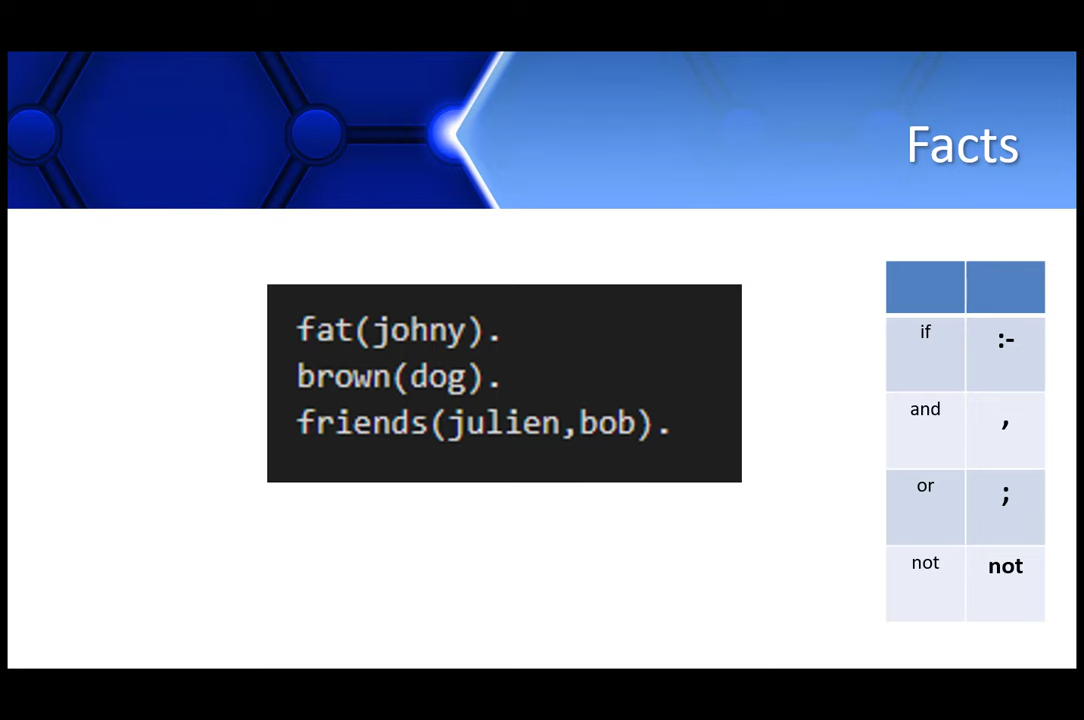 Facts
fat(johny).
brown(dog).
friends(julien,bob).
if :-
and ,
or ;
not not